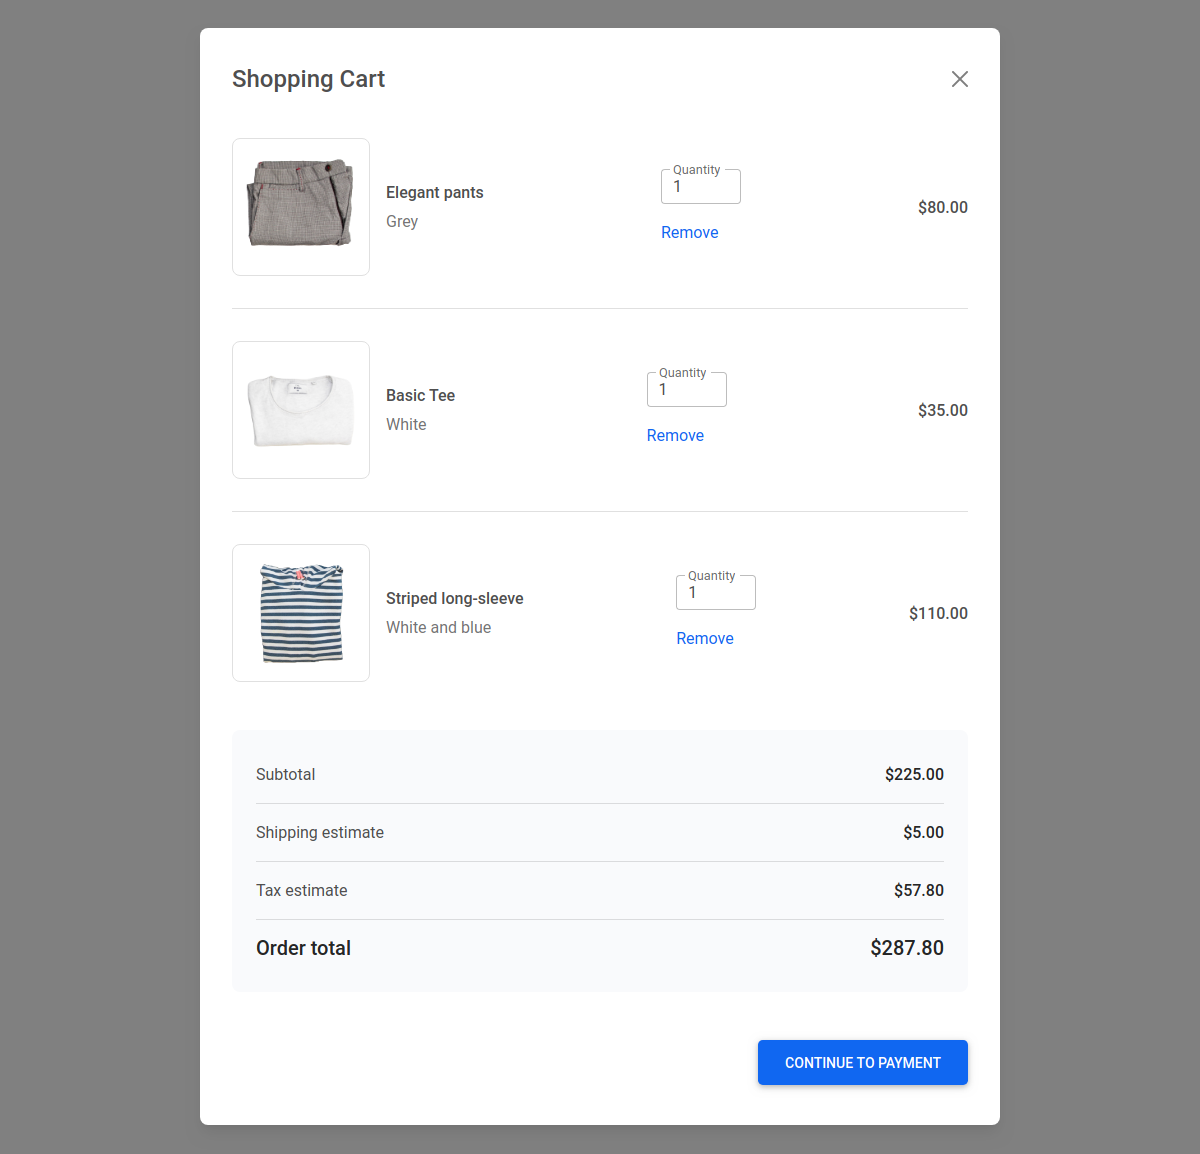 Shopping Cart
Elegant pants
Grey
Quantity
1
Remove
$80.00
Basic Tee
White
Quantity
1
Remove
$35.00
Striped long-sleeve
White and blue
Quantity
1
Remove
$110.00
Subtotal $225.00
Shipping estimate $5.00
Tax estimate $57.80
Order total $287.80
CONTINUE TO PAYMENT